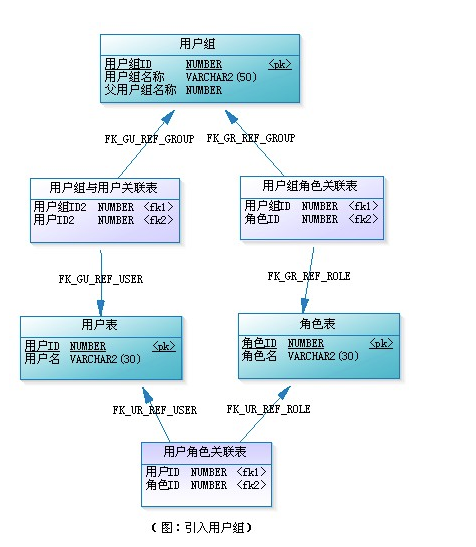 用户组
用户组ID NUMBER <pk>
用户组名称 VARCHAR2(50)
父用户组名称 NUMBER
FK_GU_REF_GROUP
FK_GR_REF_GROUP
用户组与用户关联表
用户组ID2 NUMBER <fk1>
用户ID2 NUMBER <fk2>
用户组角色关联表
用户组ID NUMBER <fk1>
角色ID NUMBER <fk2>
FK_GU_REF_USER
FK_GR_REF_ROLE
用户表
用户ID NUMBER <pk>
用户名 VARCHAR2(30)
角色表
角色ID NUMBER <pk>
角色名 VARCHAR2(30)
FK_UR_REF_USER
FK_UR_REF_ROLE
用户角色关联表
用户ID NUMBER <fk1>
角色ID NUMBER <fk2>
(图：引入用户组)